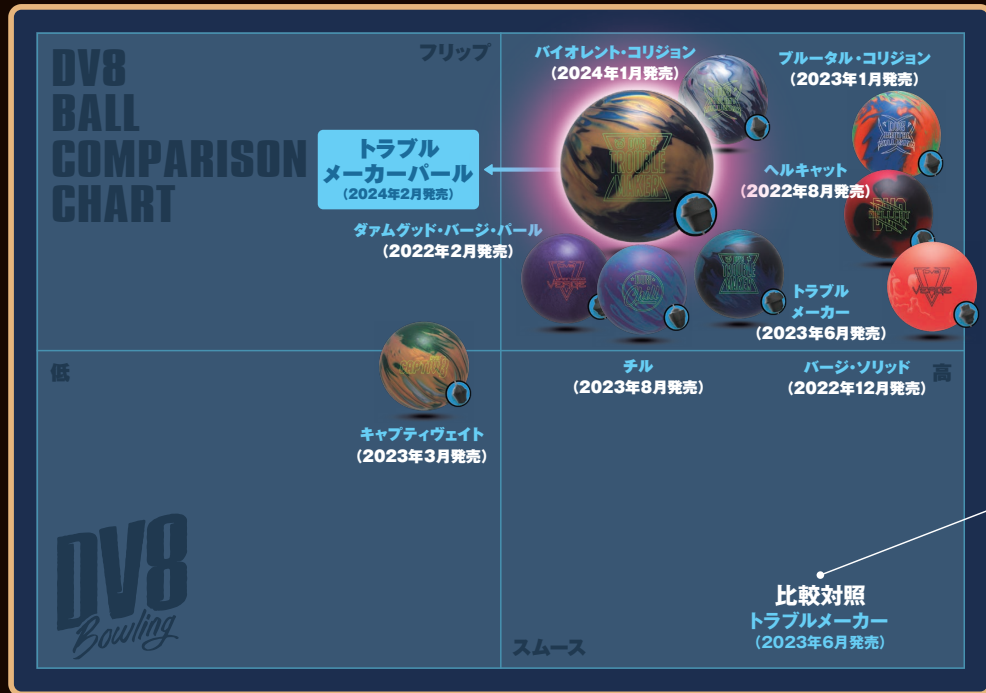 DV8
BALL
COMPARISON
CHART
フリップ
バイオレント・コリジョン
(2024年1月発売)
ブルータル・コリジョン
(2023年1月発売)
トラブル
メーカーパール
(2024年2月発売)
TROUBLE
MAKER
ヘルキャット
(2022年8月発売)
ダァムグッド・バージ・パール
(2022年2月発売)
VERGE
TROUBLE
MAKER
VERGE
トラブル
メーカー
(2023年6月発売)
低
チル
(2023年8月発売)
バージ・ソリッド
(2022年12月発売)
高
キャプティヴェイト
(2023年3月発売)
DV8
Bowling
スムース
比較対照
トラブルメーカー
(2023年6月発売)